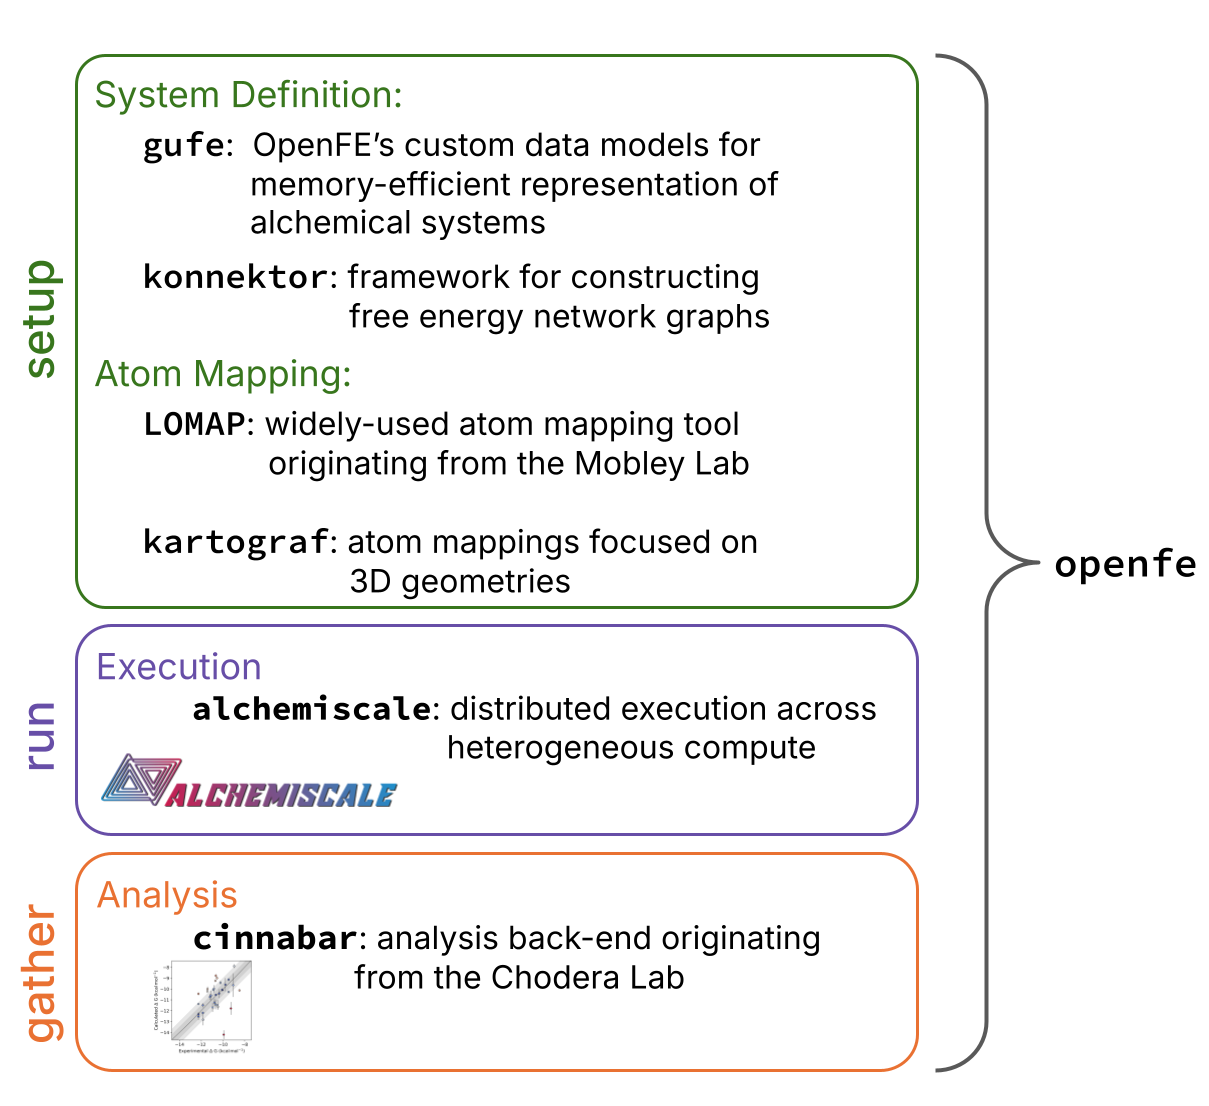 System Definition:
gufe: OpenFE’s custom data models for
memory-efficient representation of
alchemical systems
konnektor: framework for constructing
free energy network graphs
setup
Atom Mapping:
LOMAP: widely-used atom mapping tool
originating from the Mobley Lab
kartograf: atom mappings focused on
3D geometries
openfe
Execution
alchemiscale: distributed execution across
heterogeneous compute
run
ALCHEMISCALE
Analysis
cinnabar: analysis back-end originating
from the Chodera Lab
gather